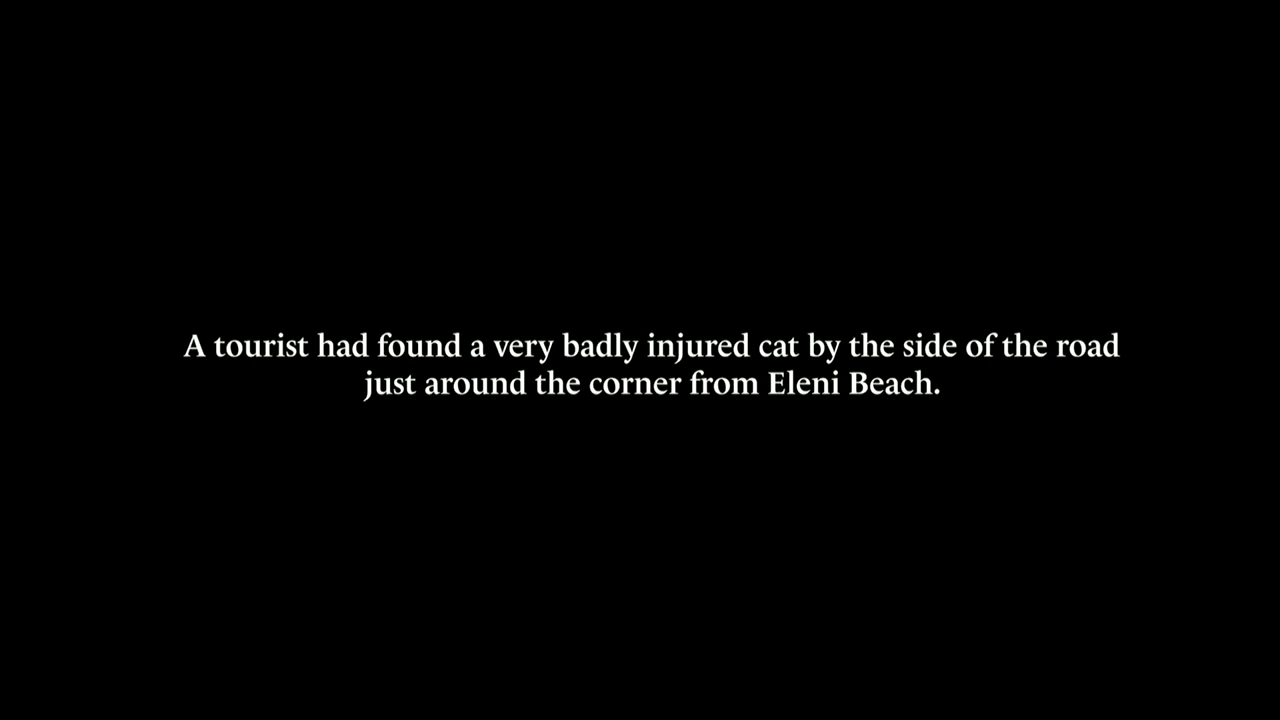 A tourist had found a very badly injured cat by the side of the road
just around the corner from Eleni Beach.